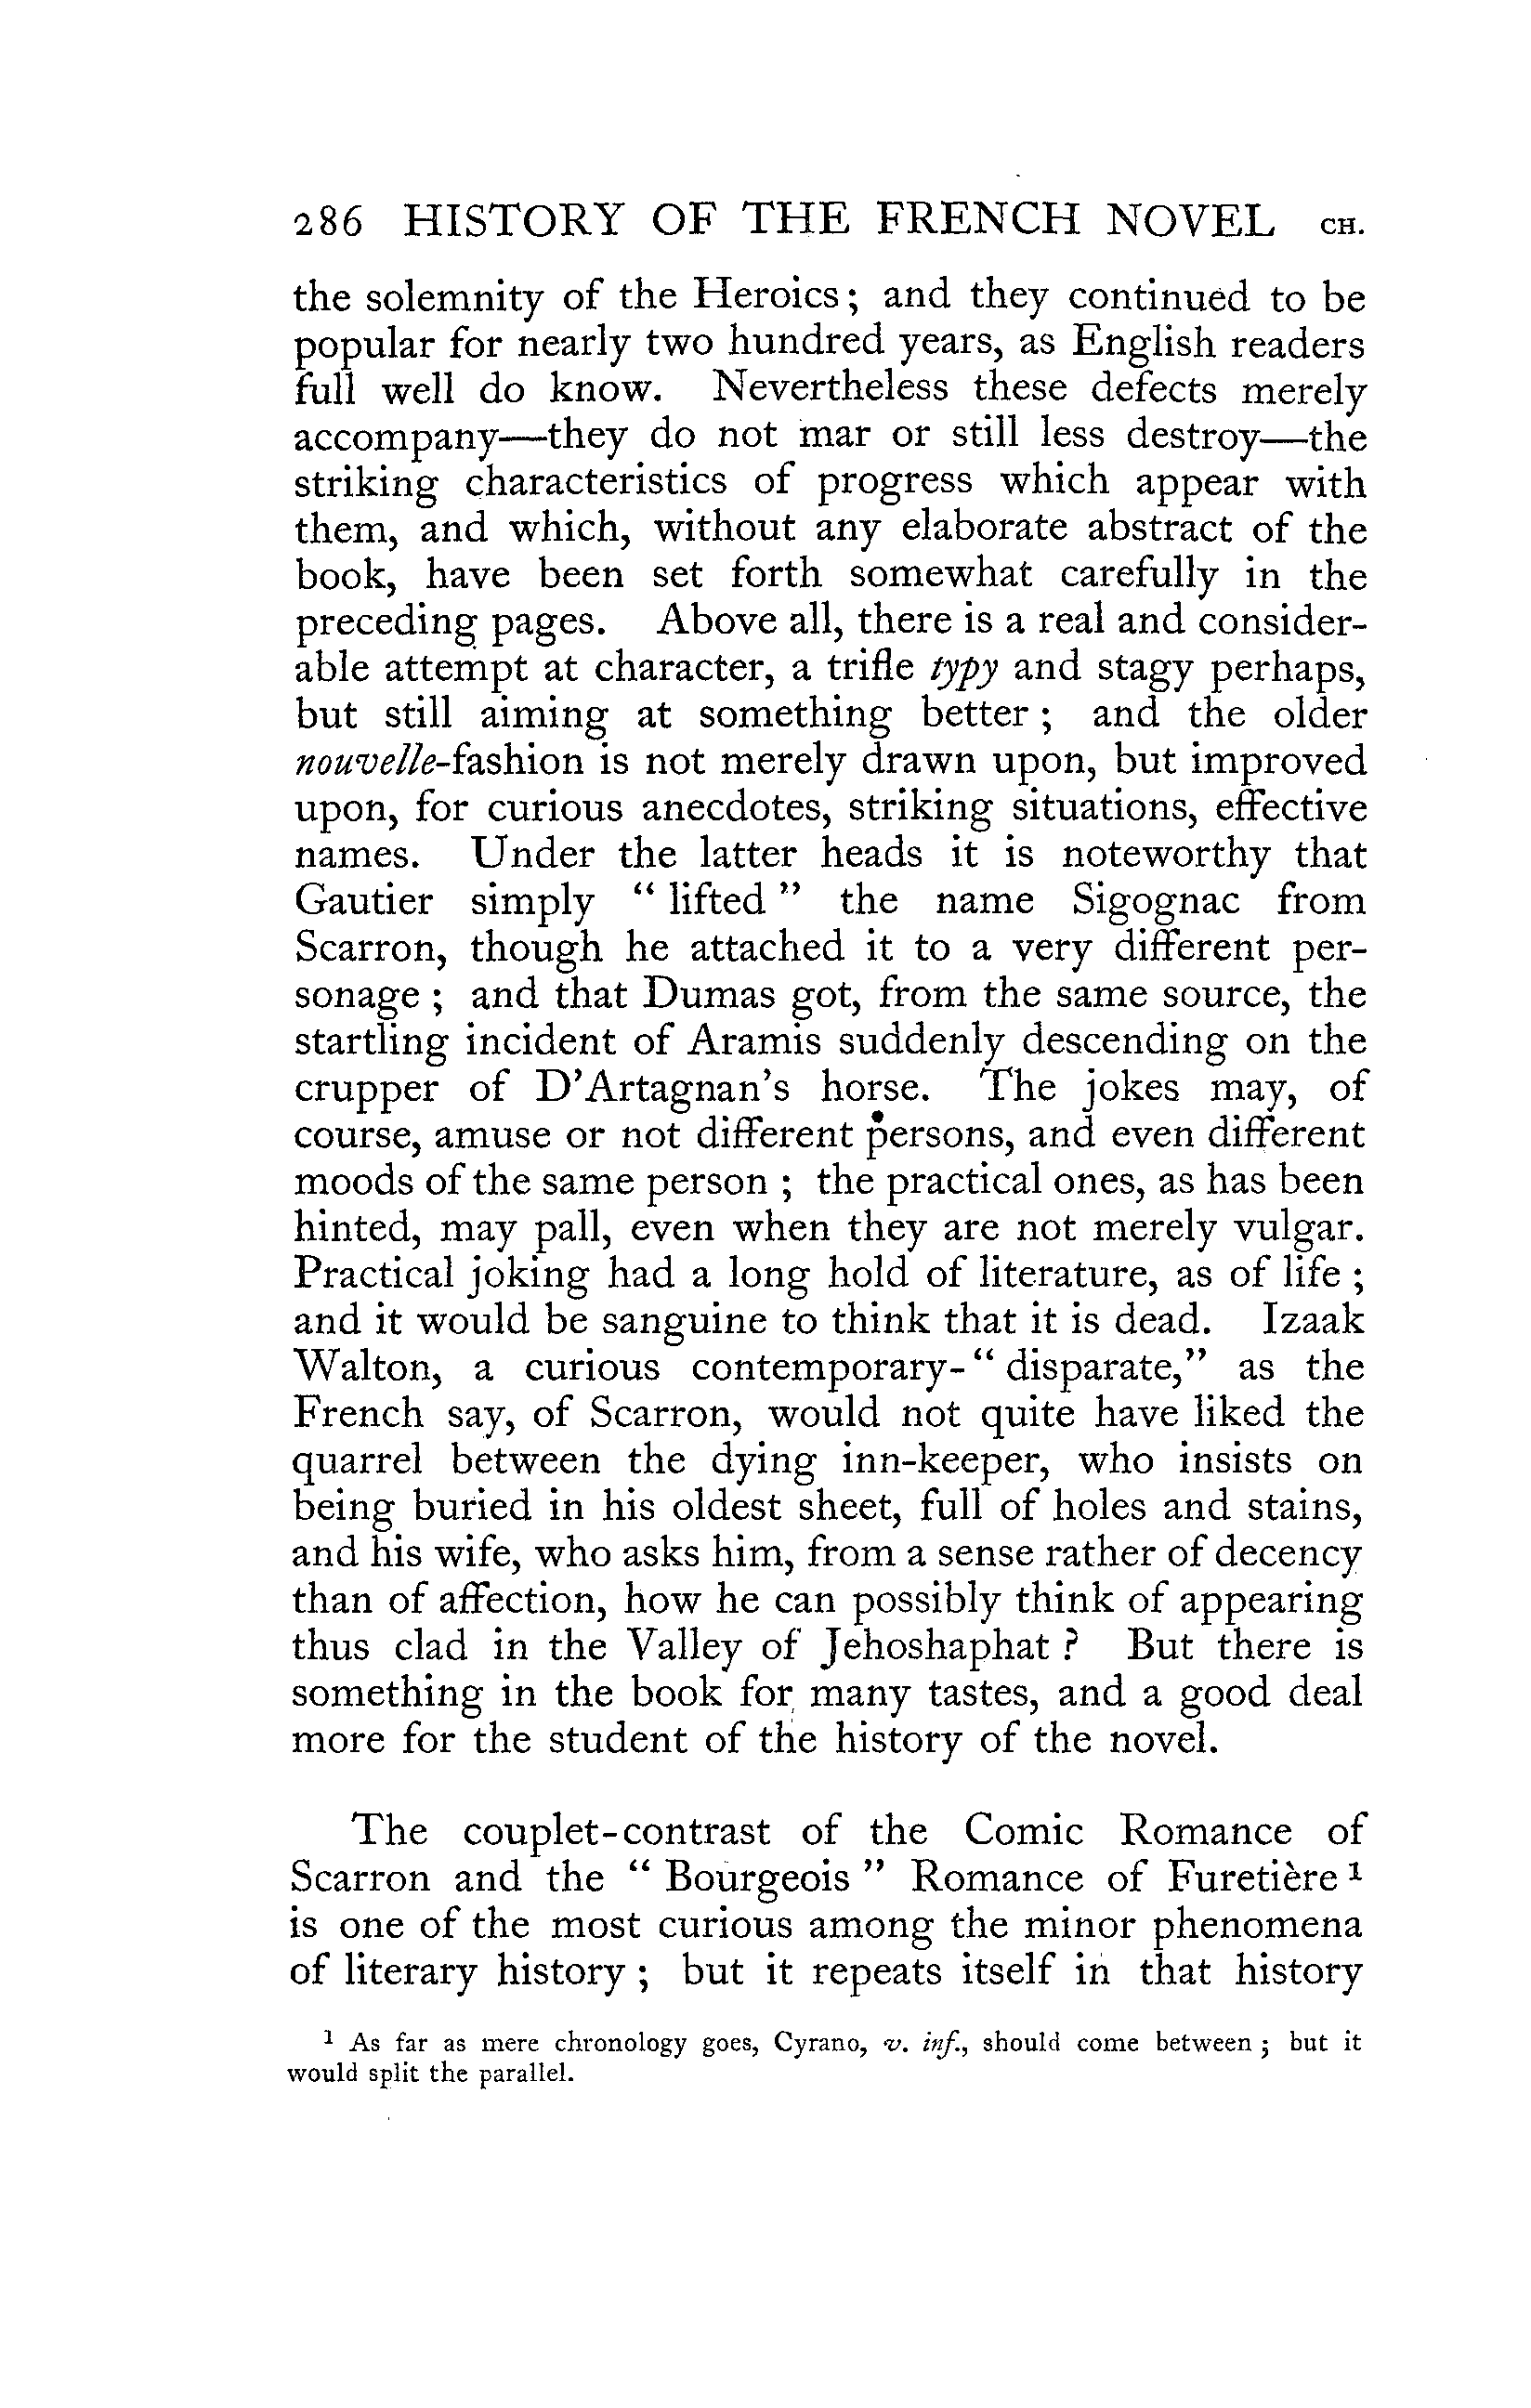 286 HISTORY OF THE FRENCH NOVEL CH.
the solemnity of the Heroics; and they continued to be
popular for nearly two hundred years, as English readers
full well do know. Nevertheless these defects merely
accompany—they do not mar or still less destroy—the
striking characteristics of progress which appear with
them, and which, without any elaborate abstract of the
book, have been set forth somewhat carefully in the
preceding pages. Above all, there is a real and consider-
able attempt at character, a trifle typy and stagy perhaps,
but still aiming at something better ; and the older
nouvelle-fashion is not merely drawn upon, but improved
upon, for curious anecdotes, striking situations, effective
names. Under the latter heads it is noteworthy that
Gautier simply “ lifted ” the name Sigognac from
Scarron, though he attached it to a very different per-
sonage ; and that Dumas got, from the same source, the
startling incident of Aramis suddenly descending on the
crupper of D’Artagnan’s horse. The jokes may, of
course, amuse or not different persons, and even different
moods of the same person ; the practical ones, as has been
hinted, may pall, even when they are not merely vulgar.
Practical joking had a long hold of literature, as of life ;
and it would be sanguine to think that it is dead. Izaak
Walton, a curious contemporary-“ disparate,” as the
French say, of Scarron, would not quite have liked the
quarrel between the dying inn-keeper, who insists on
being buried in his oldest sheet, full of holes and stains,
and his wife, who asks him, from a sense rather of decency
than of affection, how he can possibly think of appearing
thus clad in the Valley of Jehoshaphat ? But there is
something in the book for many tastes, and a good deal
more for the student of the history of the novel.
The couplet-contrast of the Comic Romance of
Scarron and the “ Bourgeois ” Romance of Furetière 1
is one of the most curious among the minor phenomena
of literary history ; but it repeats itself in that history
1 As far as mere chronology goes, Cyrano, v. inf., should come between ; but it
would split the parallel.